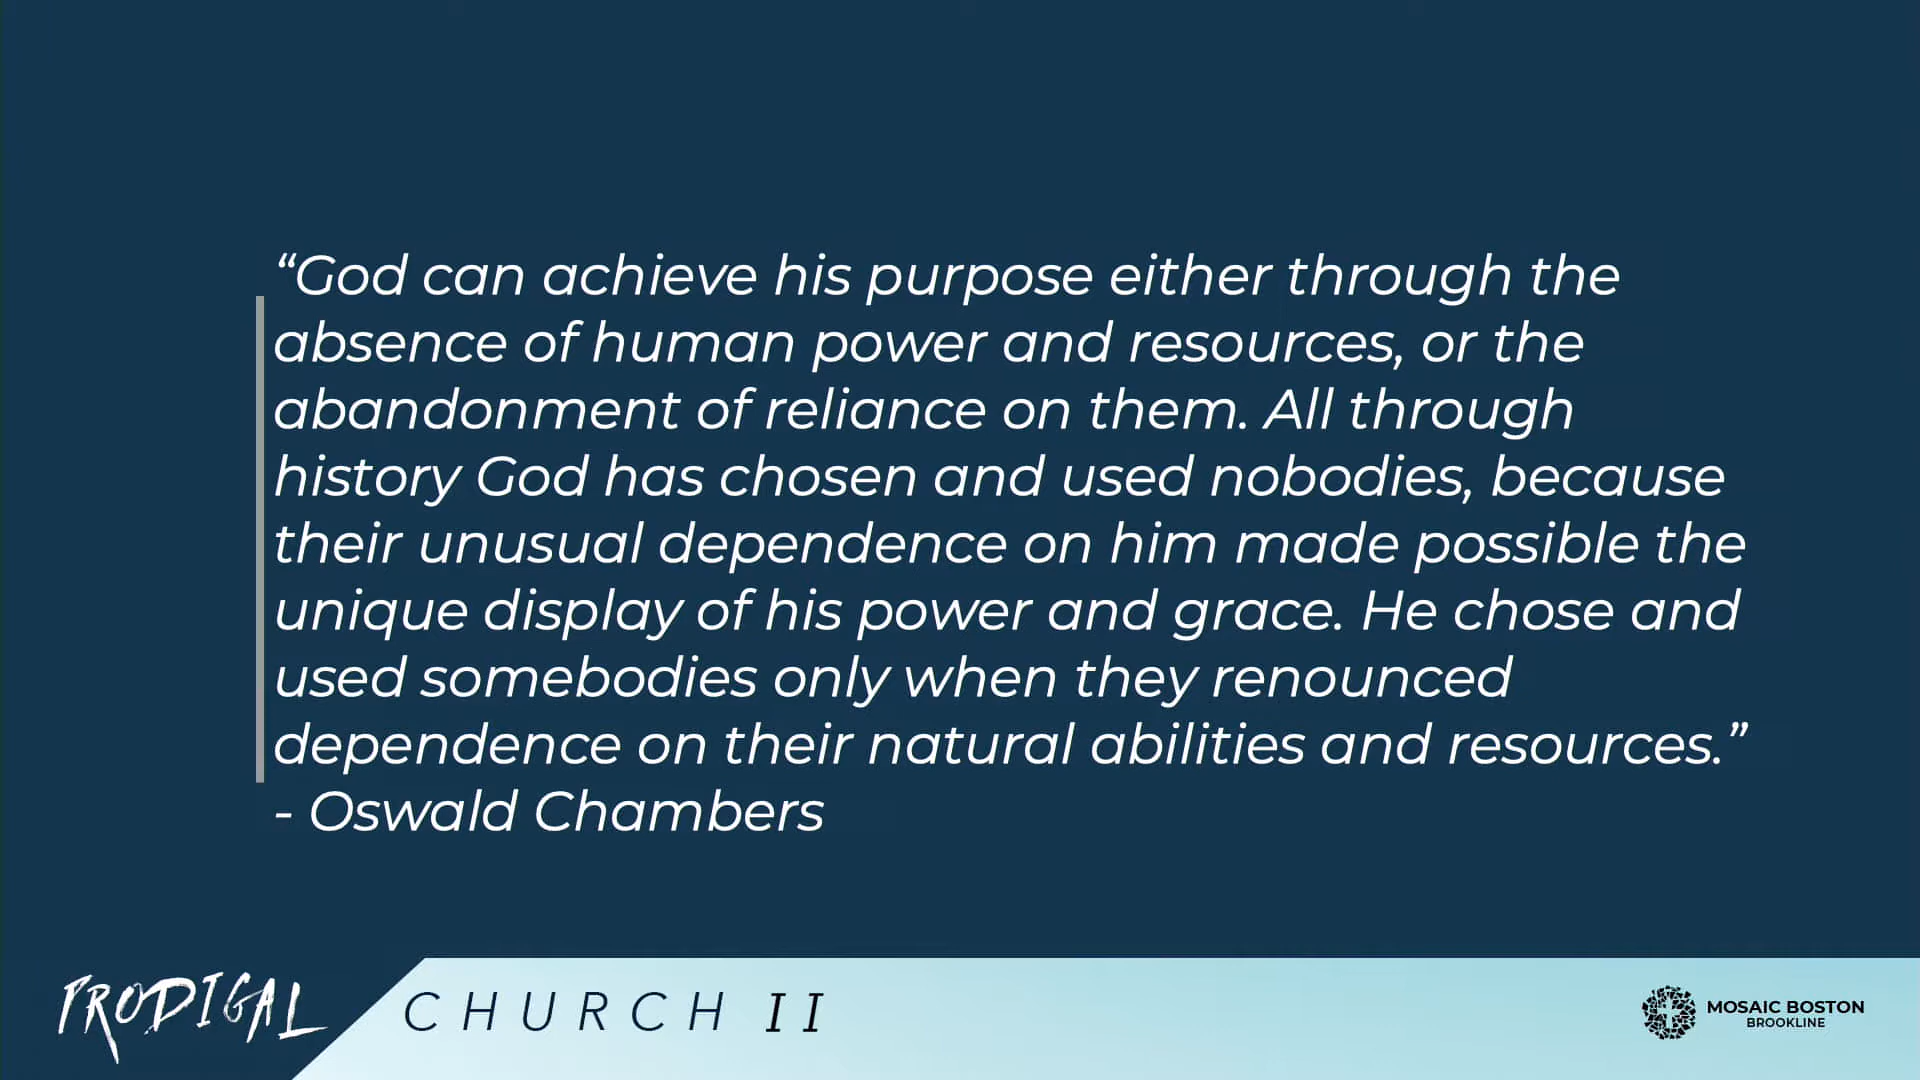 “God can achieve his purpose either through the
absence of human power and resources, or the
abandonment of reliance on them. All through
history God has chosen and used nobodies, because
their unusual dependence on him made possible the
unique display of his power and grace. He chose and
used somebodies only when they renounced
dependence on their natural abilities and resources.”
- Oswald Chambers
PRODIGAL CHURCH II
MOSAIC BOSTON
BROOKLINE